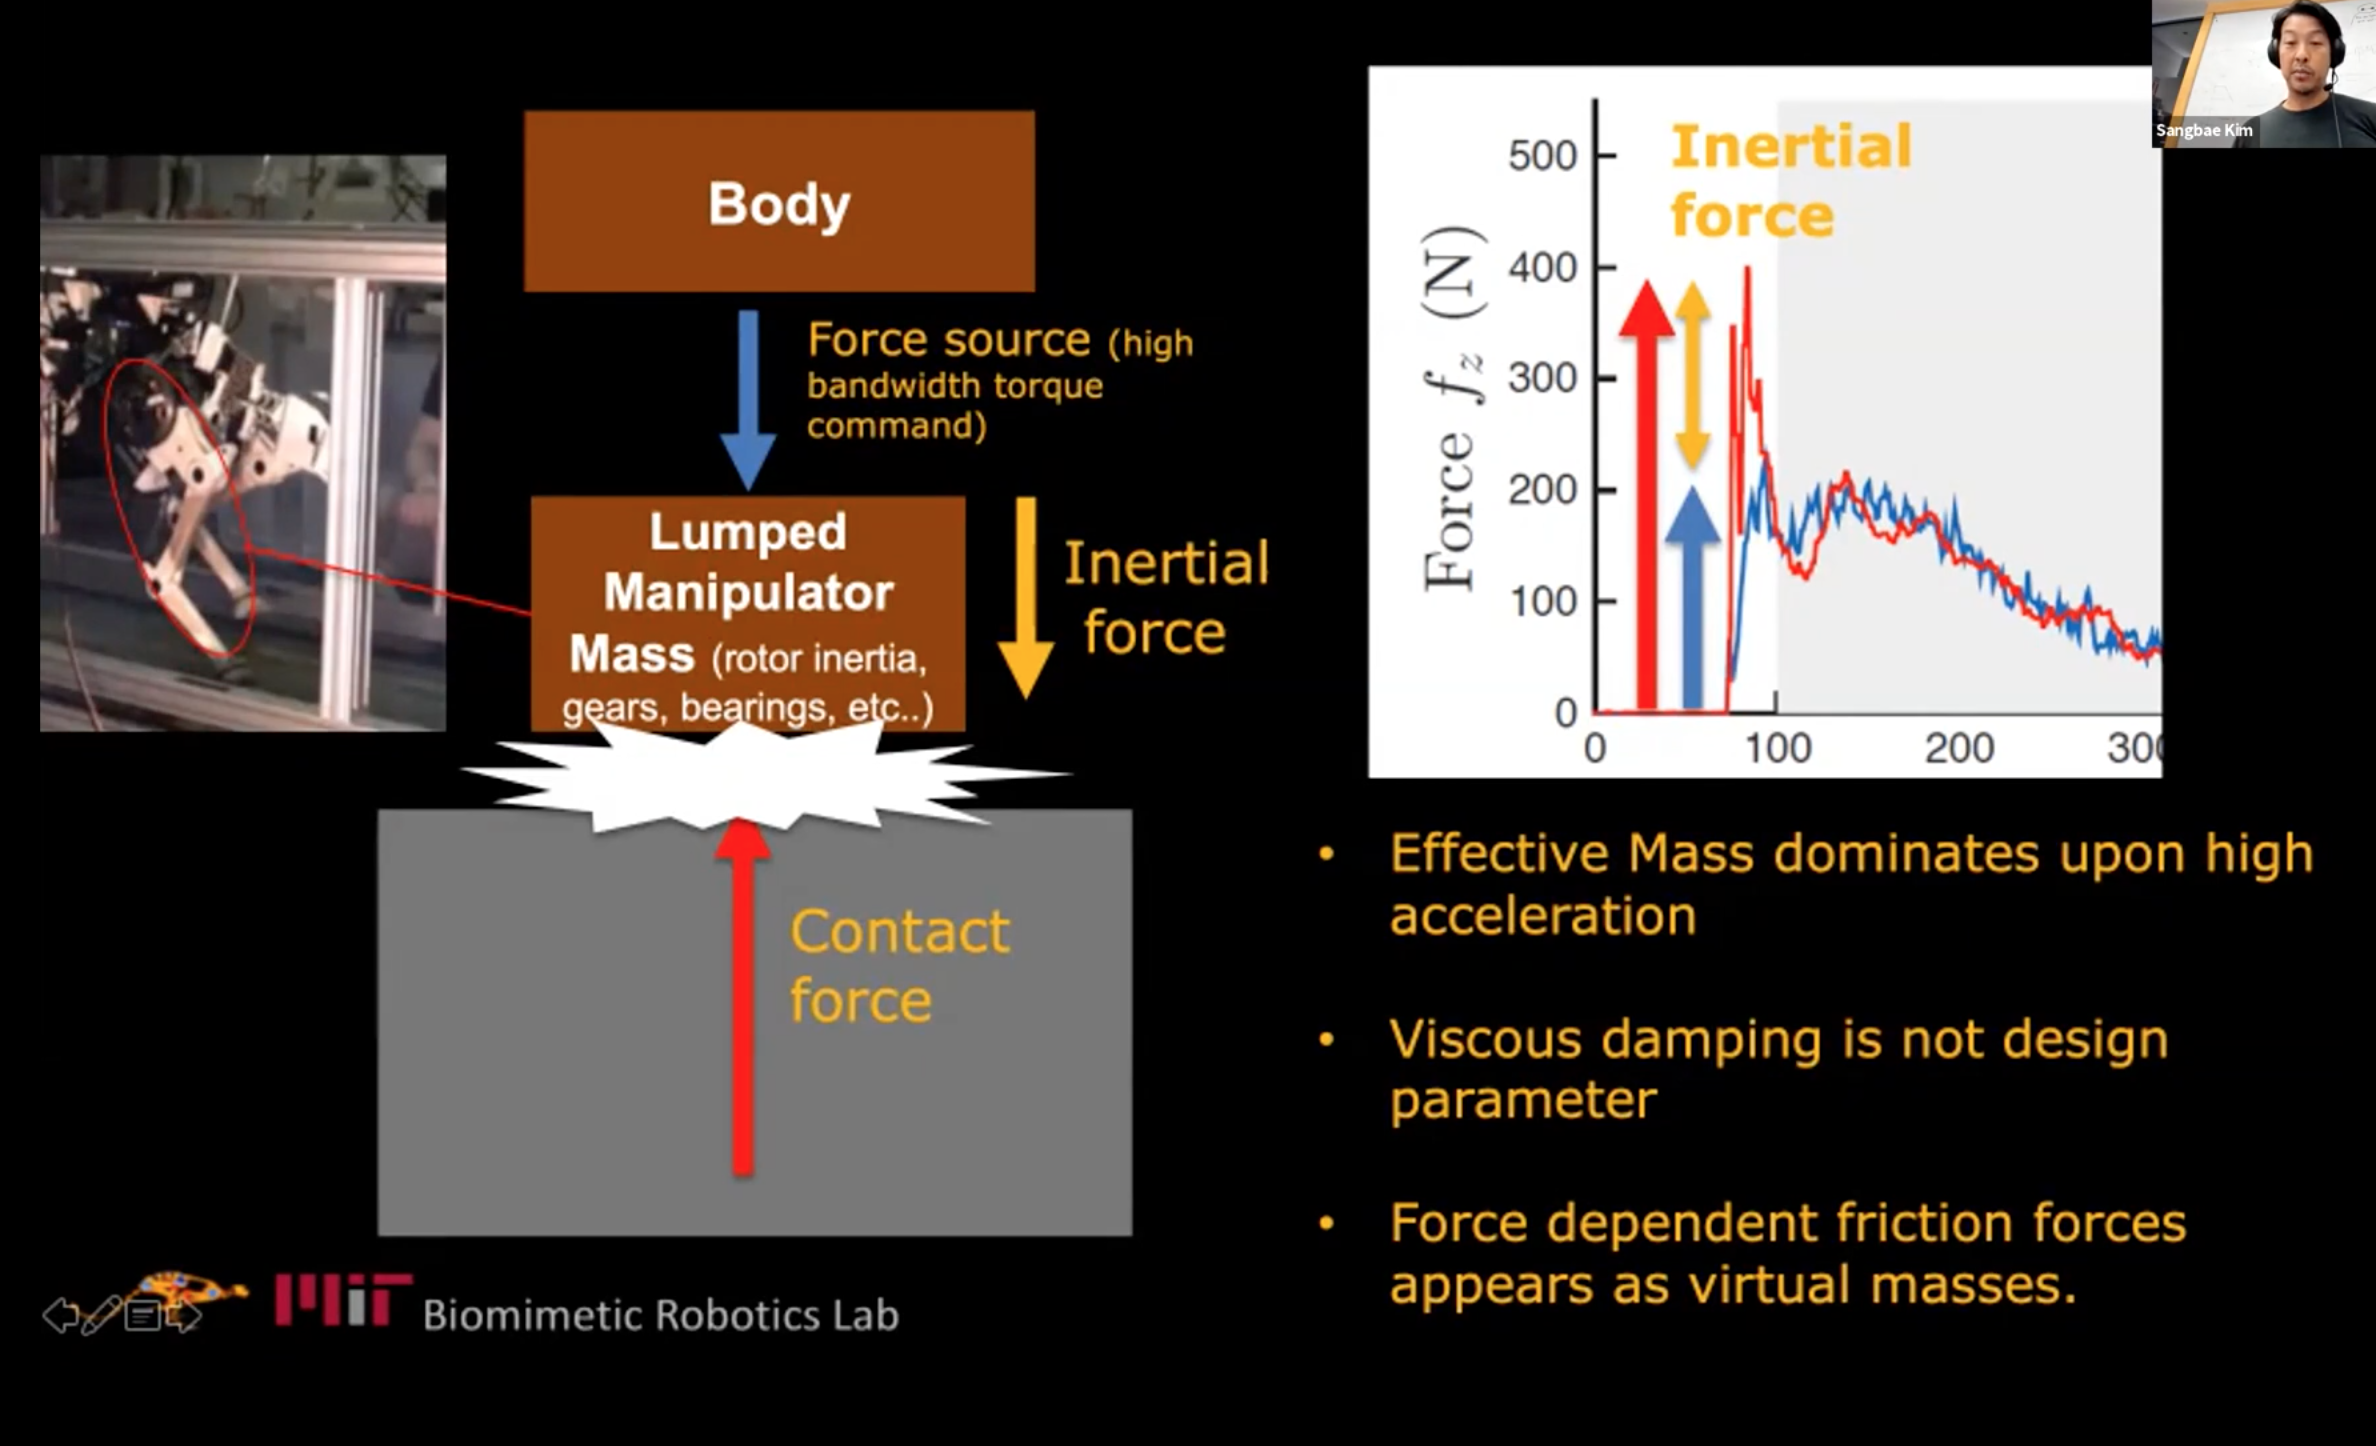 Sangbae Kim
Body
Force source (high
bandwidth torque
command)
Lumped
Manipulator
Mass (rotor inertia,
gears, bearings, etc..)
Inertial
force
Contact
force
Inertial
force
Force f_z (N)
500
400
300
200
100
0
0 100 200 300
• Effective Mass dominates upon high
acceleration
• Viscous damping is not design
parameter
• Force dependent friction forces
appears as virtual masses.
MIT Biomimetic Robotics Lab